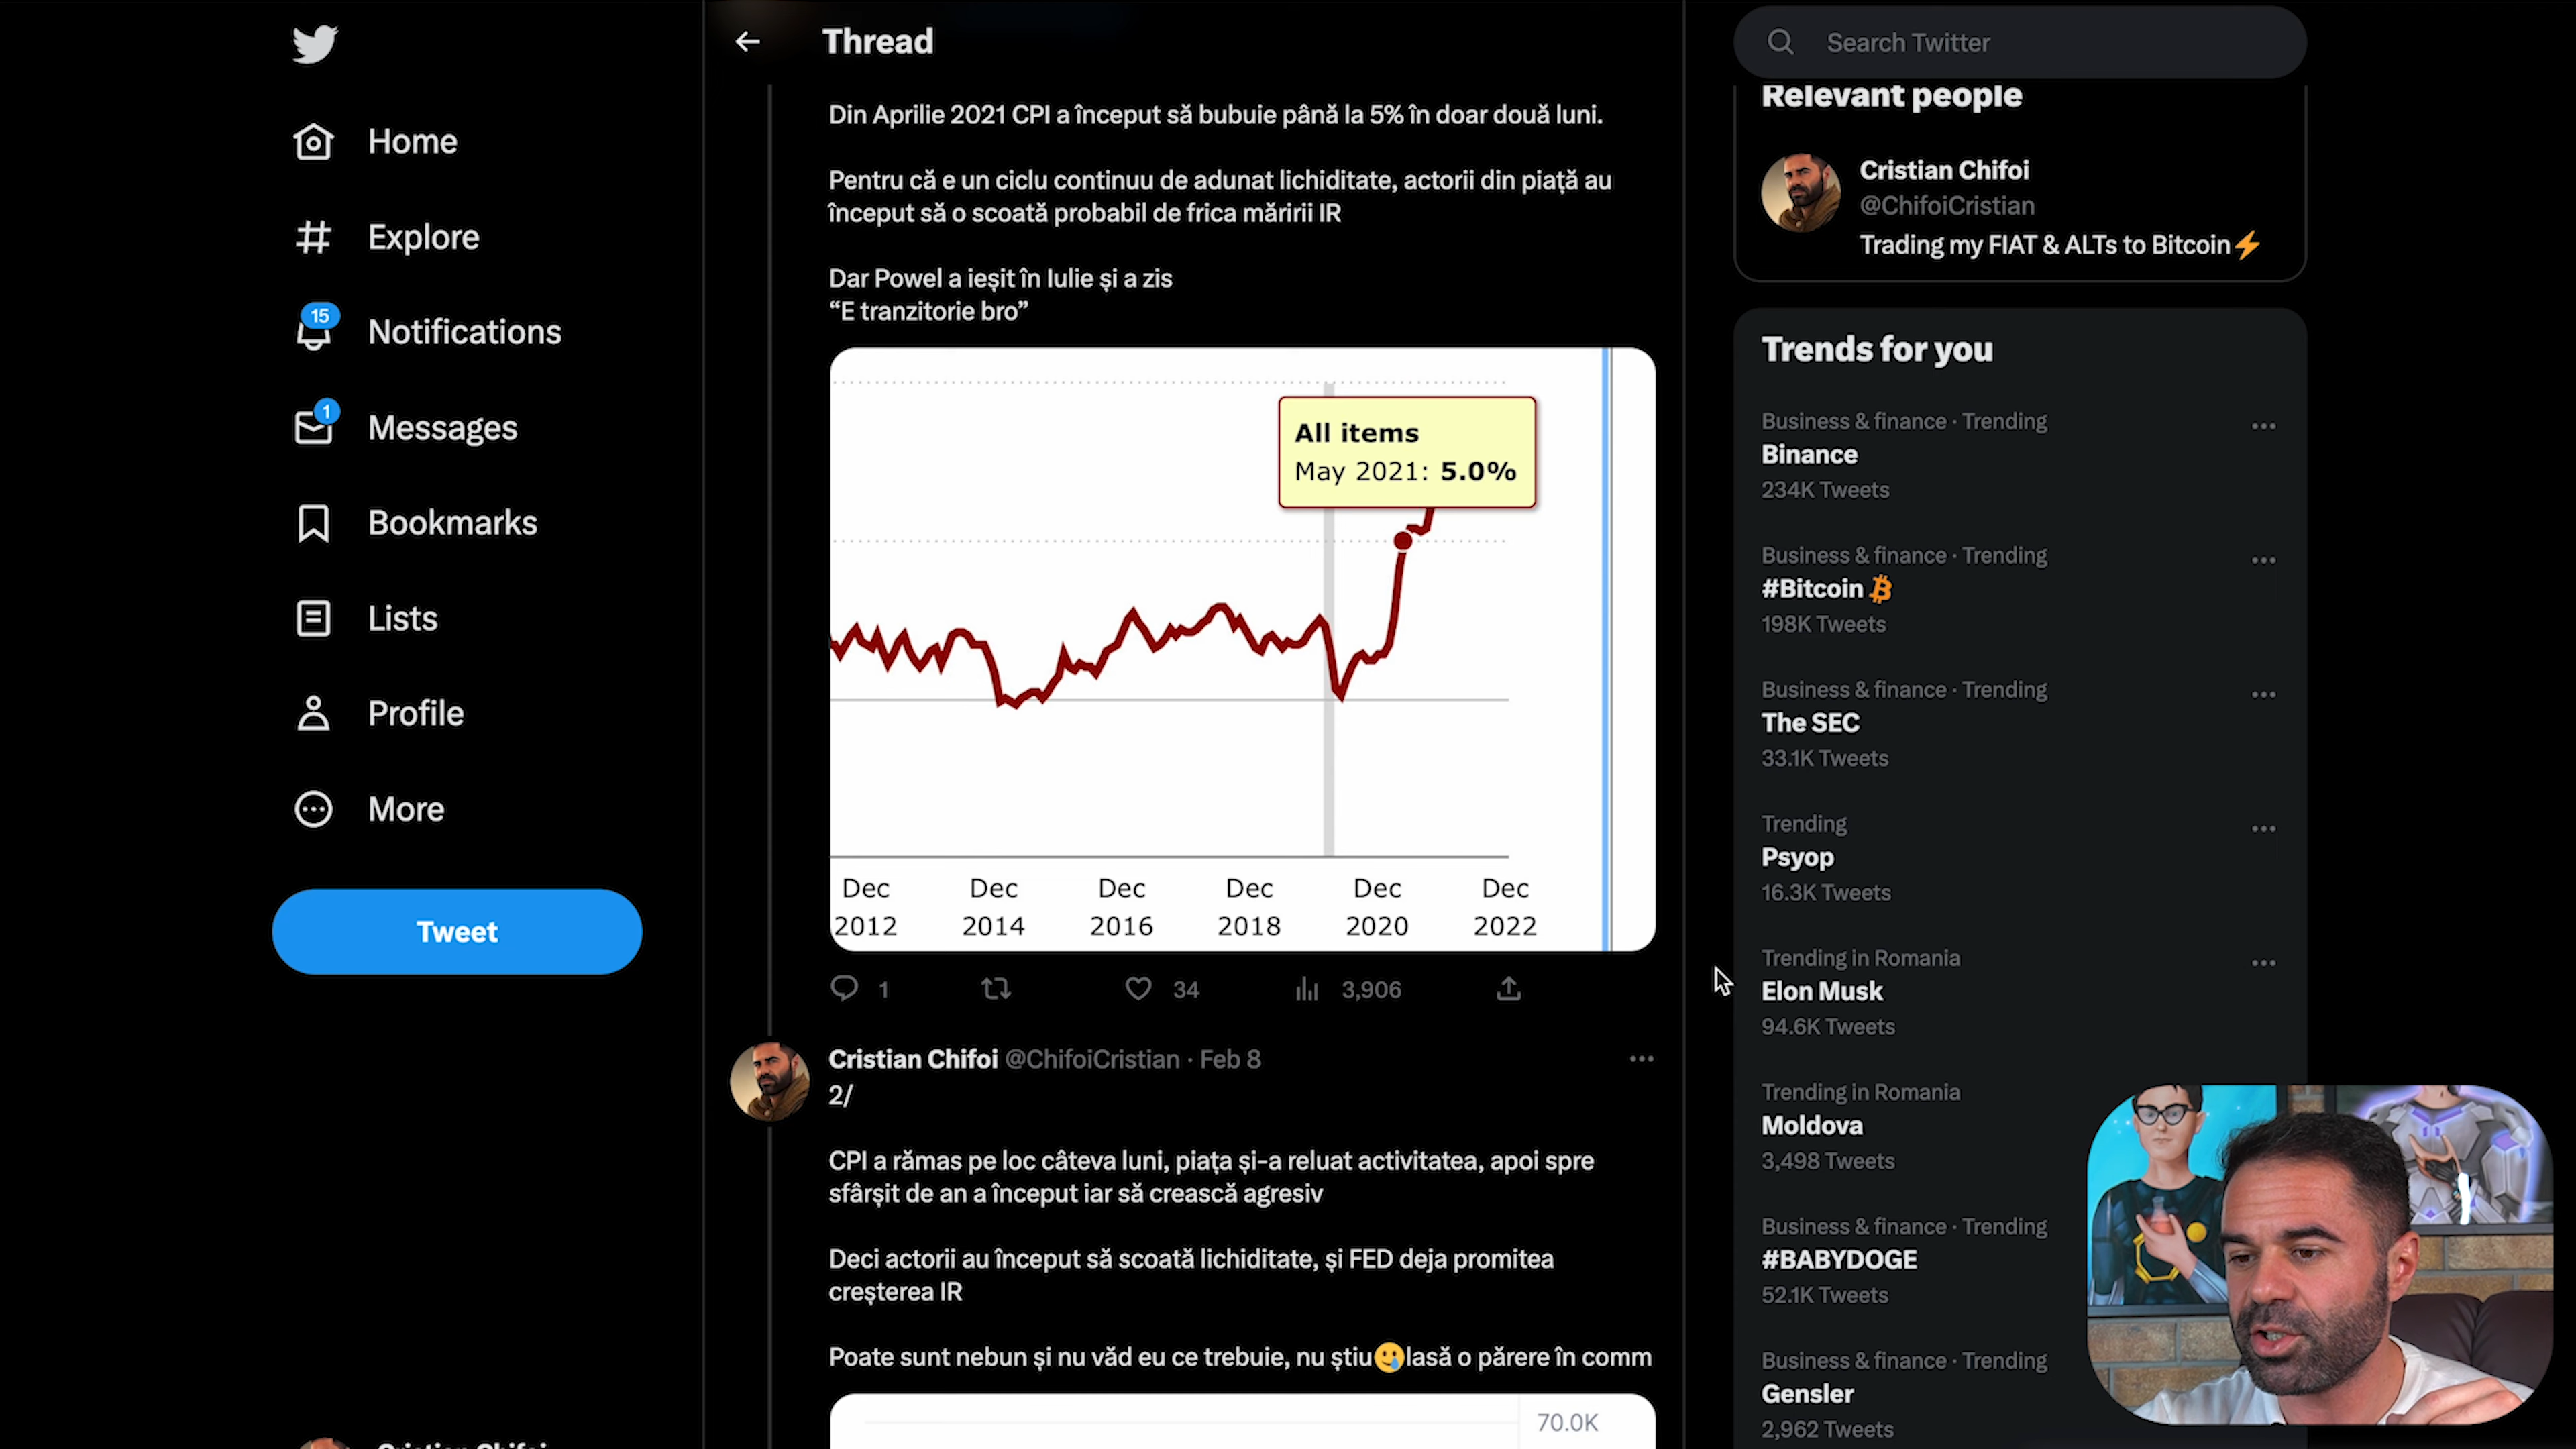 Home
Explore
15
Notifications
1
Messages
Bookmarks
Lists
Profile
More
Tweet
Thread
Din Aprilie 2021 CPI a început să bubuie până la 5% în doar două luni.
Pentru că e un ciclu continuu de adunat lichiditate, actorii din piață au
început să o scoată probabil de frica măririi IR
Dar Powel a ieșit în Iulie și a zis
“E tranzitorie bro”
All items
May 2021: 5.0%
Dec Dec Dec Dec Dec Dec
2012 2014 2016 2018 2020 2022
1 34 3,906
Cristian Chifoi @ChifoiCristian · Feb 8
2/
CPI a rămas pe loc câteva luni, piața și-a reluat activitatea, apoi spre
sfârșit de an a început iar să crească agresiv
Deci actorii au început să scoată lichiditate, și FED deja promitea
creșterea IR
Poate sunt nebun și nu văd eu ce trebuie, nu știu🥲lasă o părere în comm
70.0K
Search Twitter
Relevant people
Cristian Chifoi
@ChifoiCristian
Trading my FIAT & ALTs to Bitcoin⚡
Trends for you
Business & finance · Trending
Binance
234K Tweets
Business & finance · Trending
#Bitcoin
198K Tweets
Business & finance · Trending
The SEC
33.1K Tweets
Trending
Psyop
16.3K Tweets
Trending in Romania
Elon Musk
94.6K Tweets
Trending in Romania
Moldova
3,498 Tweets
Business & finance · Trending
#BABYDOGE
52.1K Tweets
Business & finance · Trending
Gensler
2,962 Tweets
Cristian Chifoi